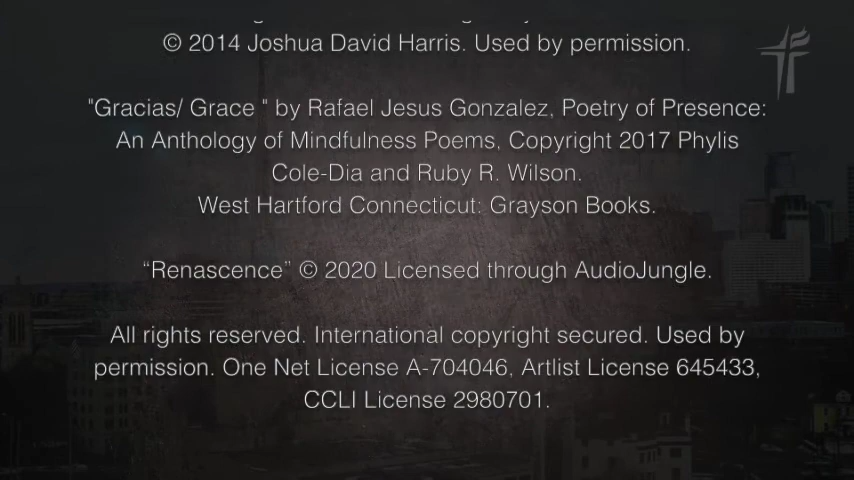 © 2014 Joshua David Harris. Used by permission.
"Gracias/ Grace " by Rafael Jesus Gonzalez, Poetry of Presence:
An Anthology of Mindfulness Poems, Copyright 2017 Phylis
Cole-Dia and Ruby R. Wilson.
West Hartford Connecticut: Grayson Books.
“Renascence” © 2020 Licensed through AudioJungle.
All rights reserved. International copyright secured. Used by
permission. One Net License A-704046, Artlist License 645433,
CCLI License 2980701.